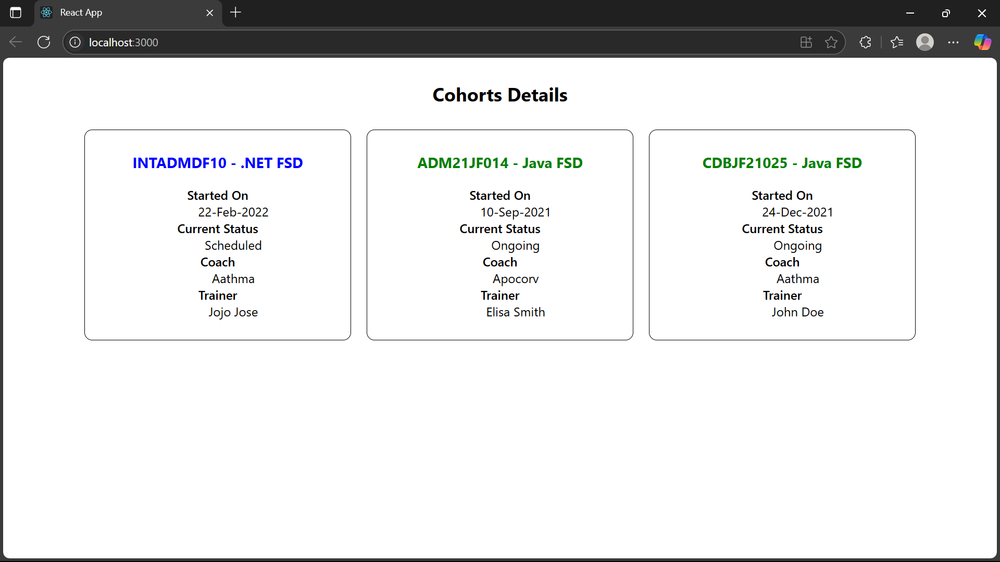 React App
localhost:3000
Cohorts Details
INTADMDF10 - .NET FSD
Started On
22-Feb-2022
Current Status
Scheduled
Coach
Aathma
Trainer
Jojo Jose
ADM21JF014 - Java FSD
Started On
10-Sep-2021
Current Status
Ongoing
Coach
Apocorv
Trainer
Elisa Smith
CDBJF21025 - Java FSD
Started On
24-Dec-2021
Current Status
Ongoing
Coach
Aathma
Trainer
John Doe